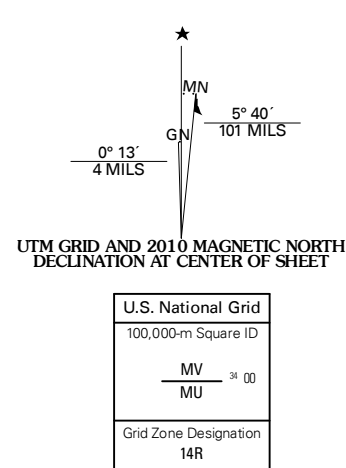 ★
MN
GN
5° 40´
101 MILS
0° 13´
4 MILS
UTM GRID AND 2010 MAGNETIC NORTH
DECLINATION AT CENTER OF SHEET
U.S. National Grid
100,000-m Square ID
MV
34 00
MU
Grid Zone Designation
14R